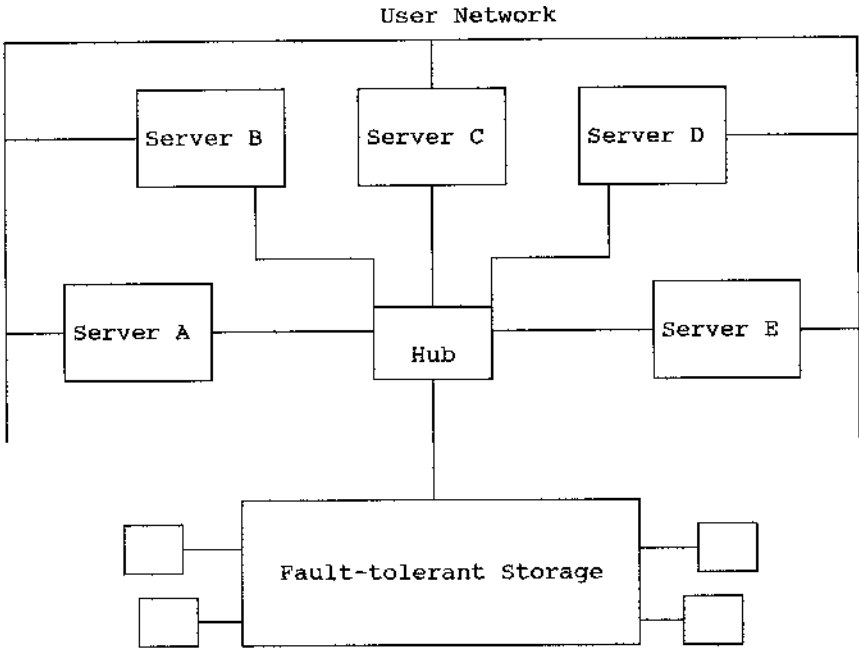 User Network
Server B
Server C
Server D
Server A
Hub
Server E
Fault-tolerant Storage